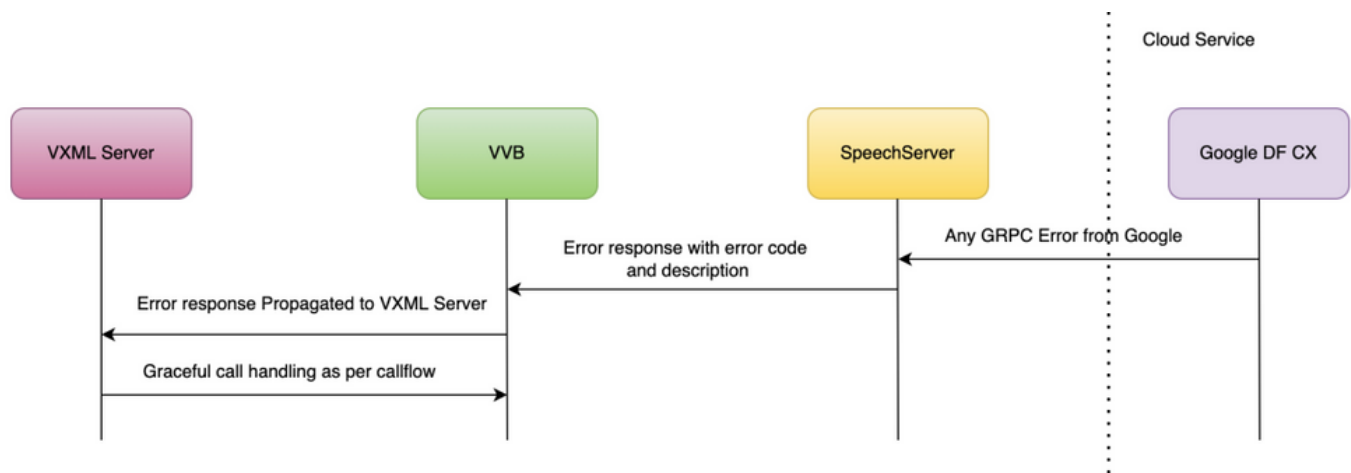 Cloud Service
VXML Server
VVB
SpeechServer
Google DF CX
Any GRPC Error from Google
Error response with error code
and description
Error response Propagated to VXML Server
Graceful call handling as per callflow